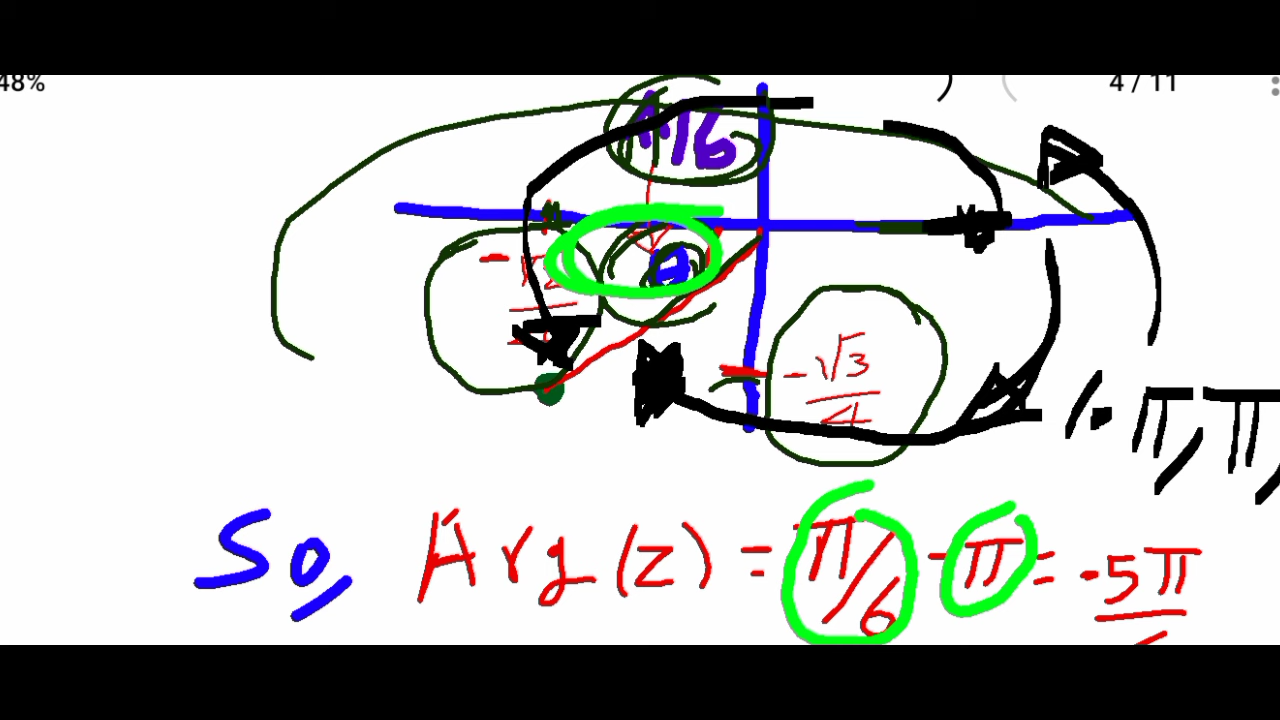 48%
4 / 11
π/6
θ
-√3/4
(-π, π
So, Arg(z) = π/6 - π = -5π